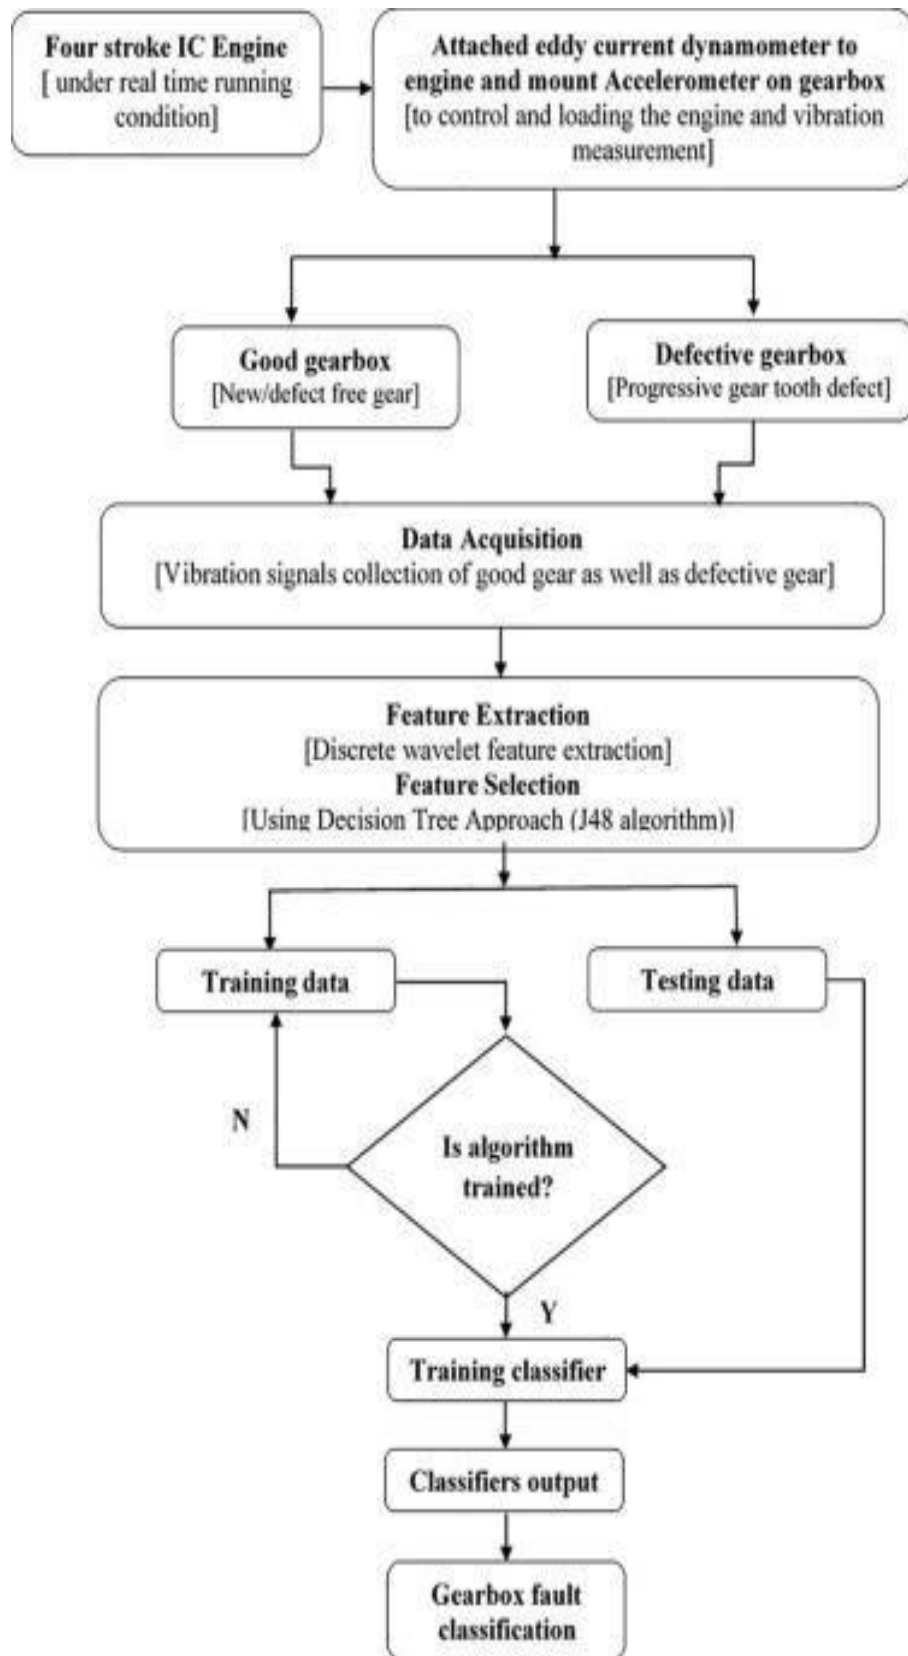 Four stroke IC Engine
[ under real time running
condition]
Attached eddy current dynamometer to
engine and mount Accelerometer on gearbox
[to control and loading the engine and vibration
measurement]
Good gearbox
[New/defect free gear]
Defective gearbox
[Progressive gear tooth defect]
Data Acquisition
[Vibration signals collection of good gear as well as defective gear]
Feature Extraction
[Discrete wavelet feature extraction]
Feature Selection
[Using Decision Tree Approach (J48 algorithm)]
Training data
Testing data
N
Is algorithm
trained?
Y
Training classifier
Classifiers output
Gearbox fault
classification